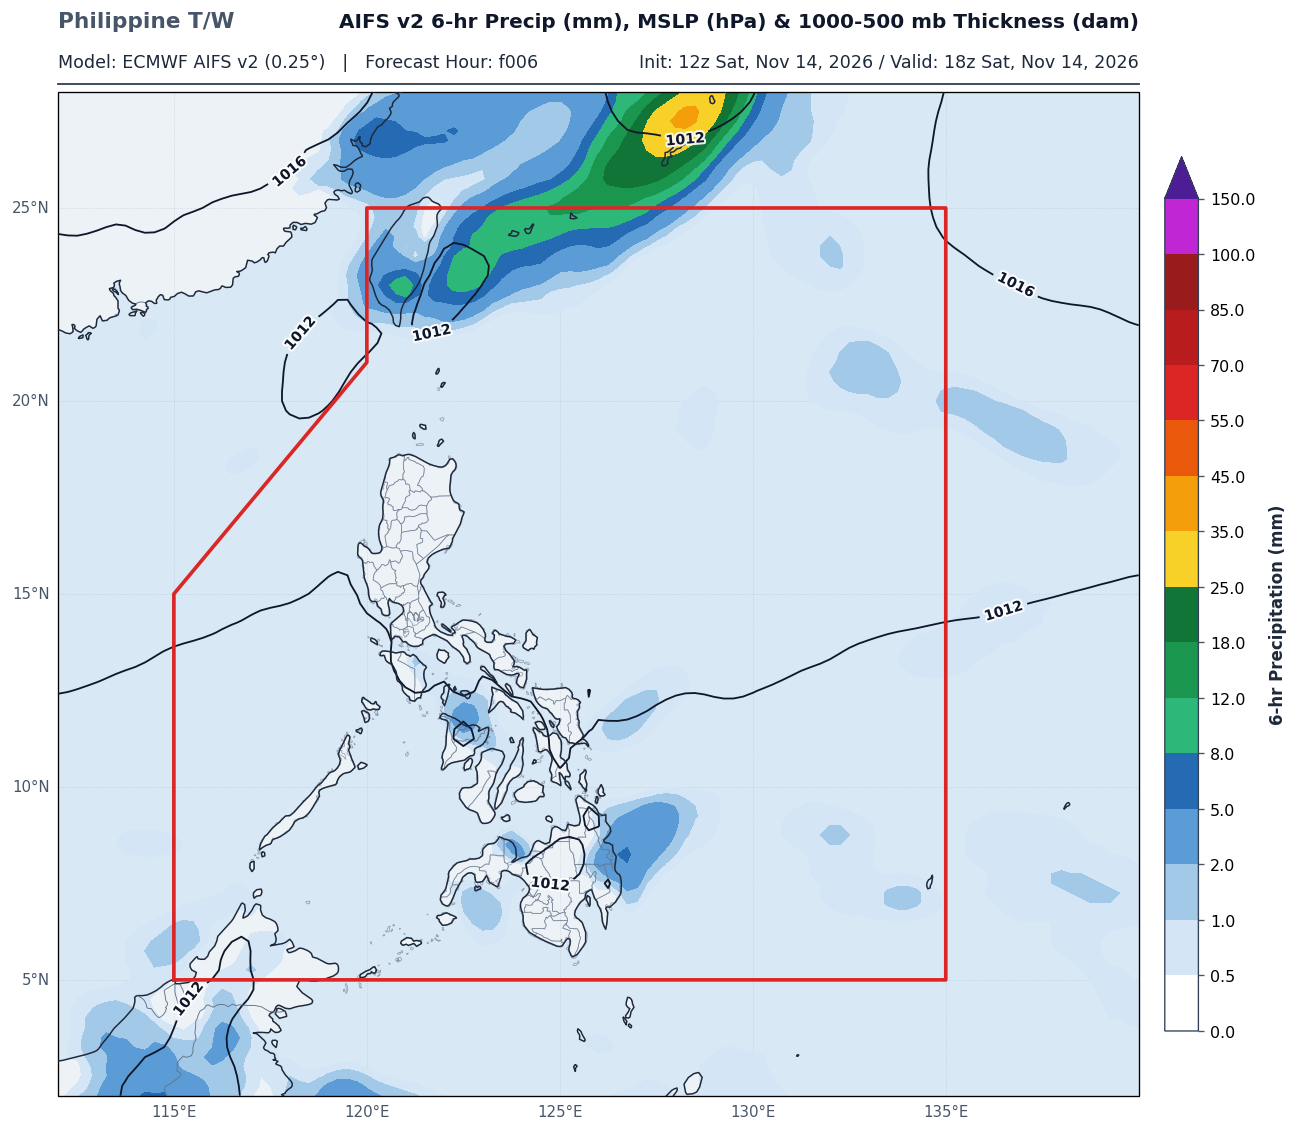 Philippine T/W
AIFS v2 6-hr Precip (mm), MSLP (hPa) & 1000-500 mb Thickness (dam)
Model: ECMWF AIFS v2 (0.25°) | Forecast Hour: f006
Init: 12z Sat, Nov 14, 2026 / Valid: 18z Sat, Nov 14, 2026
1016
1012
1016
1012
1012
1012
1012
1012
25°N
20°N
15°N
10°N
5°N
115°E
120°E
125°E
130°E
135°E
150.0
100.0
85.0
70.0
55.0
45.0
35.0
25.0
18.0
12.0
8.0
5.0
2.0
1.0
0.5
0.0
6-hr Precipitation (mm)